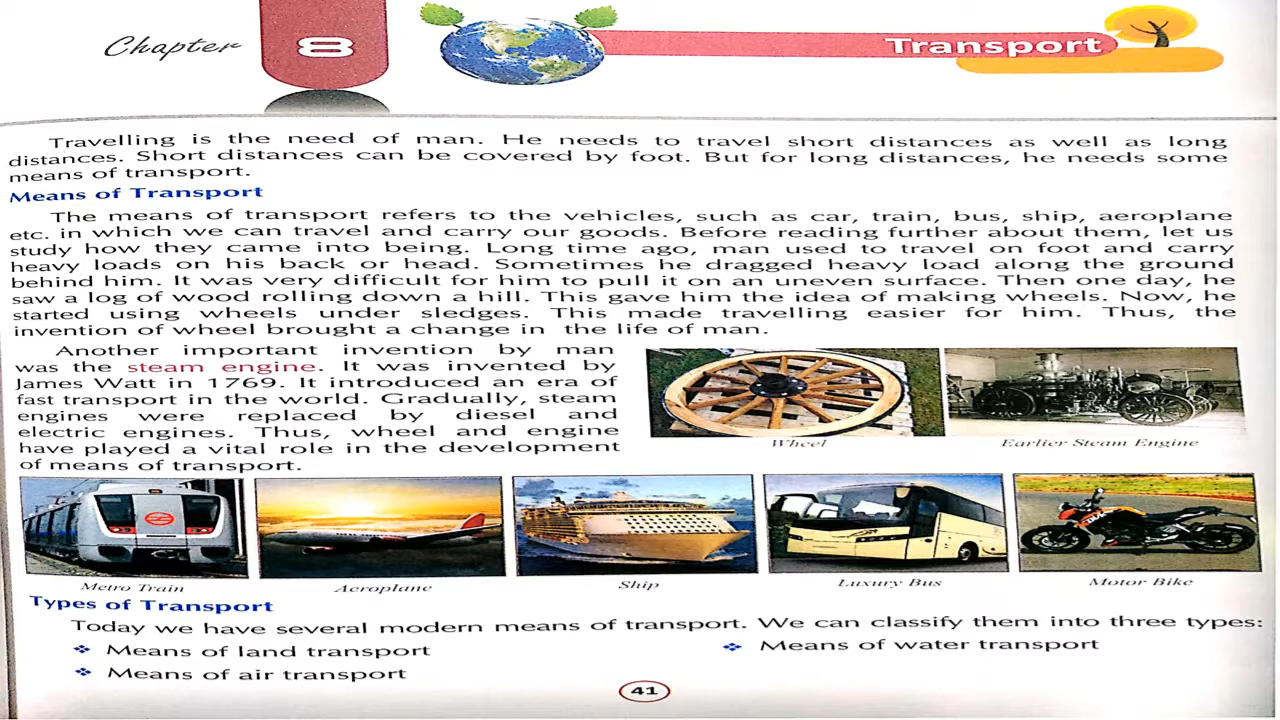 Chapter 8
Transport
Travelling is the need of man. He needs to travel short distances as well as long
distances. Short distances can be covered by foot. But for long distances, he needs some
means of transport.
Means of Transport
The means of transport refers to the vehicles, such as car, train, bus, ship, aeroplane
etc. in which we can travel and carry our goods. Before reading further about them, let us
study how they came into being. Long time ago, man used to travel on foot and carry
heavy loads on his back or head. Sometimes he dragged heavy load along the ground
behind him. It was very difficult for him to pull it on an uneven surface. Then one day, he
saw a log of wood rolling down a hill. This gave him the idea of making wheels. Now, he
started using wheels under sledges. This made travelling easier for him. Thus, the
invention of wheel brought a change in the life of man.
Another important invention by man
was the steam engine. It was invented by
James Watt in 1769. It introduced an era of
fast transport in the world. Gradually, steam
engines were replaced by diesel and
electric engines. Thus, wheel and engine
have played a vital role in the development
of means of transport.
Wheel
Earlier Steam Engine
Metro Train
Aeroplane
Ship
Luxury Bus
Motor Bike
Types of Transport
Today we have several modern means of transport. We can classify them into three types:
❖ Means of land transport
❖ Means of water transport
❖ Means of air transport
41